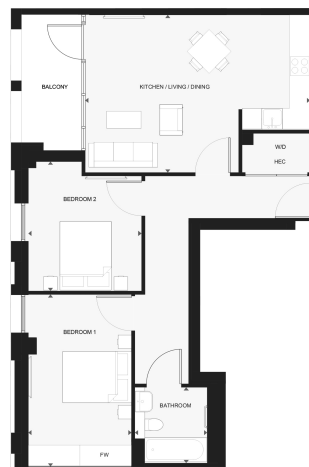 BALCONY
KITCHEN / LIVING / DINING
W/D
HEC
BEDROOM 2
BEDROOM 1
BATHROOM
FW